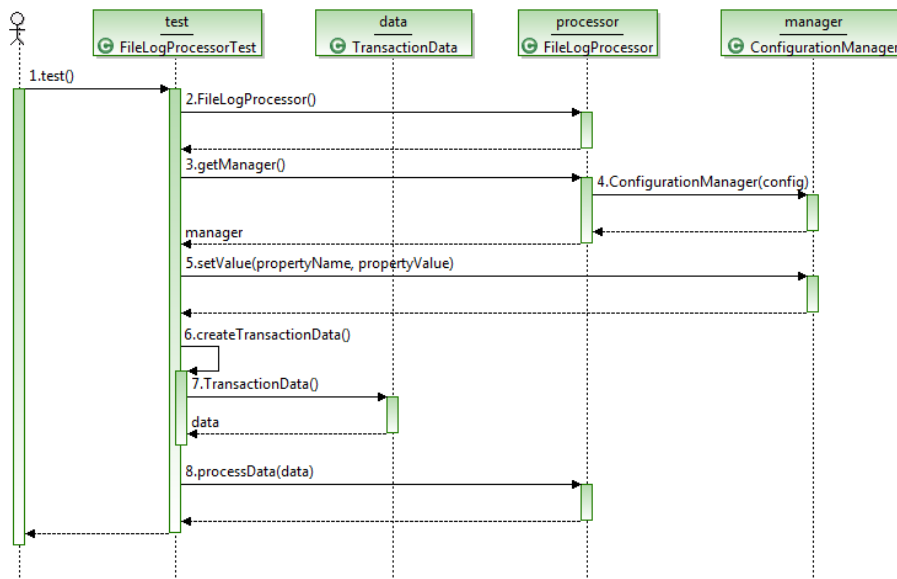 test
FileLogProcessorTest
data
TransactionData
processor
FileLogProcessor
manager
ConfigurationManager
1.test()
2.FileLogProcessor()
3.getManager()
4.ConfigurationManager(config)
manager
5.setValue(propertyName, propertyValue)
6.createTransactionData()
7.TransactionData()
data
8.processData(data)